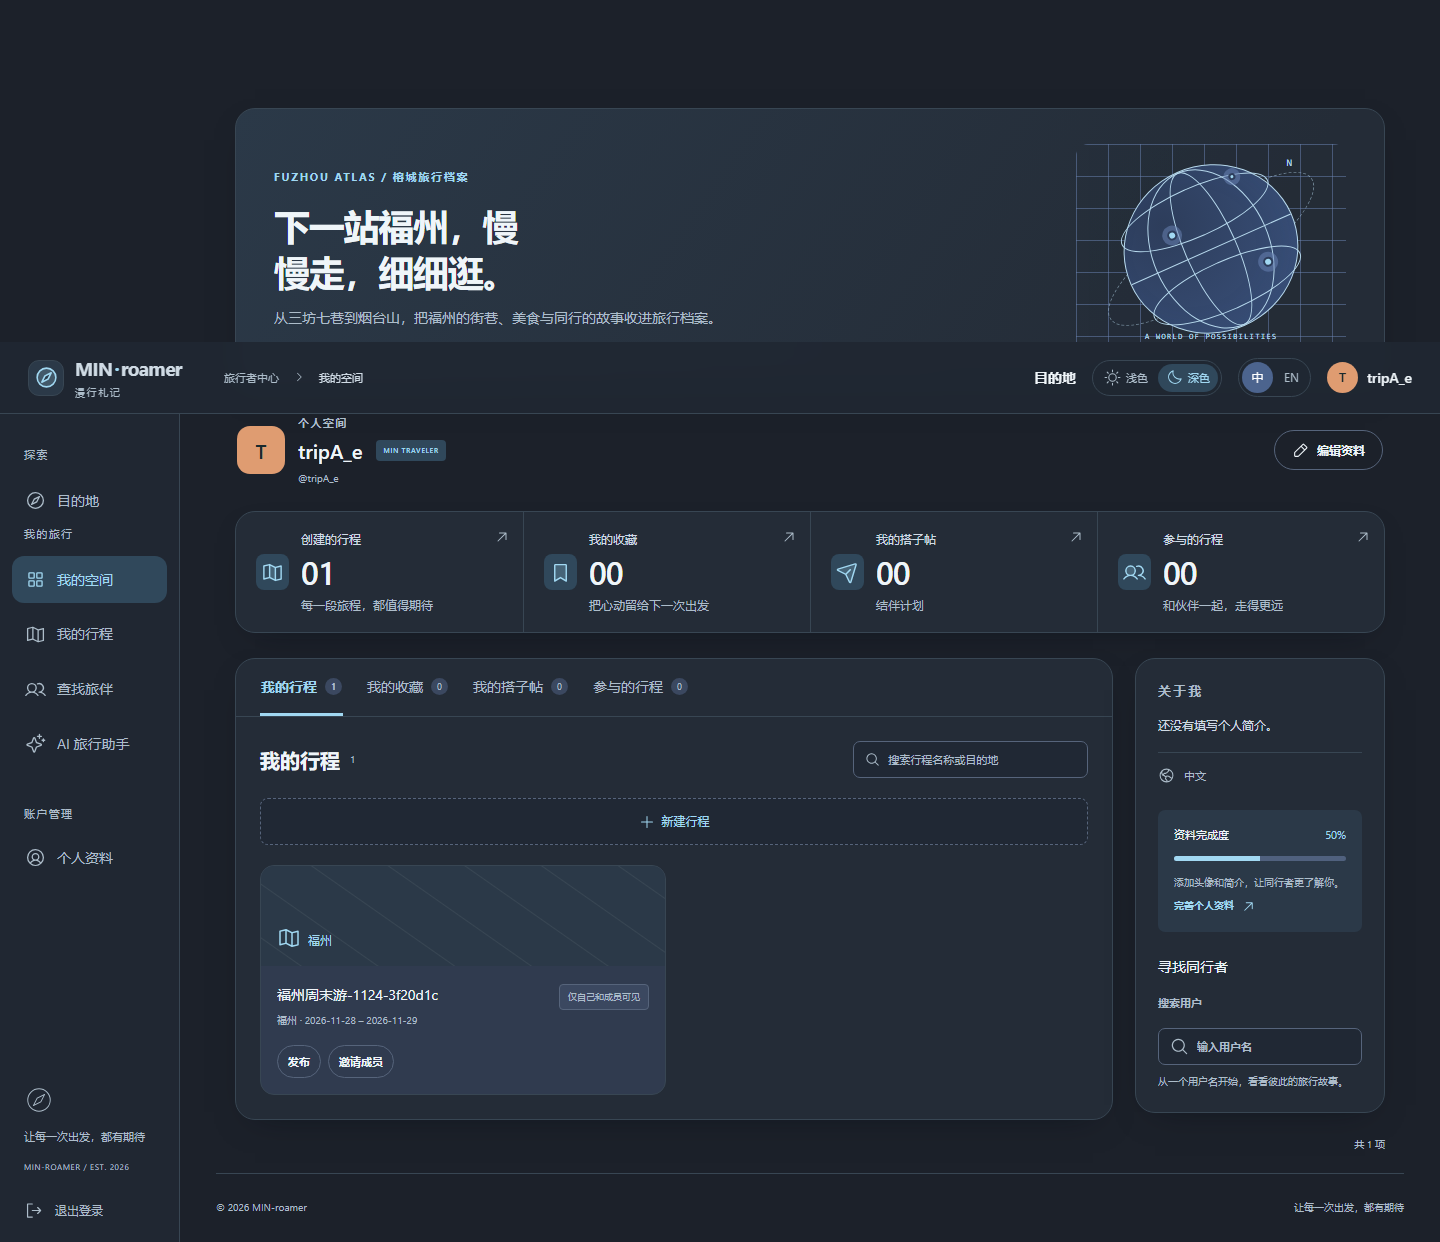 FUZHOU ATLAS / 榕城旅行档案
下一站福州，慢
慢走，细细逛。
从三坊七巷到烟台山，把福州的街巷、美食与同行的故事收进旅行档案。
N
A WORLD OF POSSIBILITIES
MIN·roamer
漫行札记
旅行者中心
我的空间
目的地
浅色
深色
中
EN
T
tripA_e
探索
目的地
我的旅行
我的空间
我的行程
查找旅伴
AI 旅行助手
账户管理
个人资料
让每一次出发，都有期待
MIN-ROAMER / EST. 2026
退出登录
T
个人空间
tripA_e
MIN TRAVELER
@tripA_e
编辑资料
创建的行程
01
每一段旅程，都值得期待
我的收藏
00
把心动留给下一次出发
我的搭子帖
00
结伴计划
参与的行程
00
和伙伴一起，走得更远
我的行程 1
我的收藏 0
我的搭子帖 0
参与的行程 0
我的行程 1
搜索行程名称或目的地
新建行程
福州
福州周末游-1124-3f20d1c
仅自己和成员可见
福州 · 2026-11-28 – 2026-11-29
发布
邀请成员
关于我
还没有填写个人简介。
中文
资料完成度
50%
添加头像和简介，让同行者更了解你。
完善个人资料
寻找同行者
搜索用户
输入用户名
从一个用户名开始，看看彼此的旅行故事。
共 1 项
© 2026 MIN-roamer
让每一次出发，都有期待